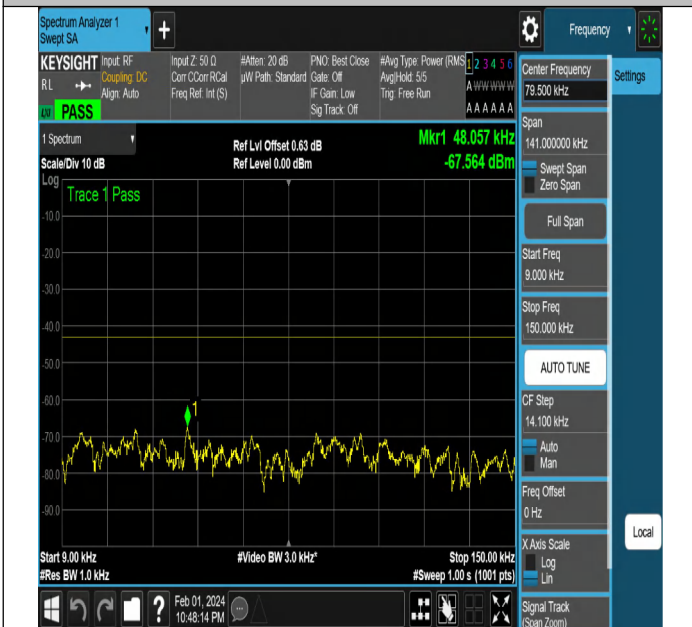 Spectrum Analyzer 1
Swept SA
+
Frequency
KEYSIGHT
RL
LXI
PASS
Input: RF
Coupling: DC
Align: Auto
Input Z: 50 Ω
Corr CCorr RCal
Freq Ref: Int (S)
#Atten: 20 dB
µW Path: Standard
PNO: Best Close
Gate: Off
IF Gain: Low
Sig Track: Off
#Avg Type: Power (RMS
Avg|Hold: 5/5
Trig: Free Run
1 2 3 4 5 6
A W W W W W
A A A A A A
1 Spectrum
Scale/Div 10 dB
Ref Lvl Offset 0.63 dB
Ref Level 0.00 dBm
Mkr1 48.057 kHz
-67.564 dBm
Log
Trace 1 Pass
-10.0
-20.0
-30.0
-40.0
-50.0
-60.0
-70.0
-80.0
-90.0
1
Start 9.00 kHz
#Res BW 1.0 kHz
#Video BW 3.0 kHz*
Stop 150.00 kHz
#Sweep 1.00 s (1001 pts)
Feb 01, 2024
10:48:14 PM
?
Center Frequency
79.500 kHz
Settings
Span
141.000000 kHz
Swept Span
Zero Span
Full Span
Start Freq
9.000 kHz
Stop Freq
150.000 kHz
AUTO TUNE
CF Step
14.100 kHz
Auto
Man
Freq Offset
0 Hz
X Axis Scale
Log
Lin
Local
Signal Track
(Span Zoom)